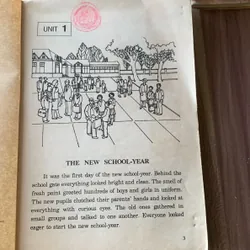 UNIT 1
THE NEW SCHOOL-YEAR
It was the first day of the new school-year. Behind the
school gate everything looked bright and clean. The smell of
fresh paint greeted hundreds of boys and girls in uniform.
The new pupils clutched their parents' hands and looked at
everything with curious eyes. The old ones gathered in
small groups and talked to one another. Everyone looked
eager to start the new school-year.
3